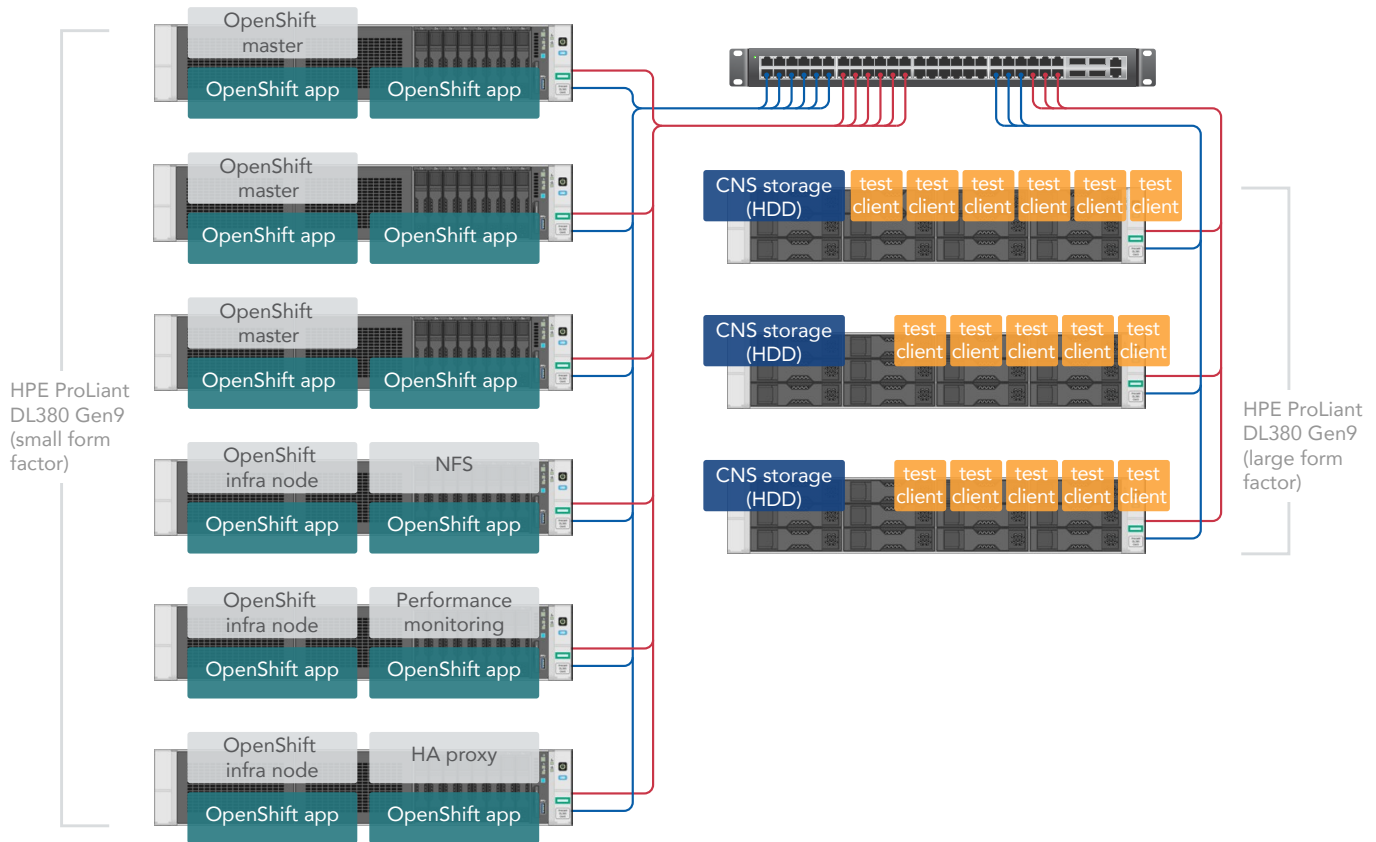 HPE ProLiant
DL380 Gen9
(small form
factor)
OpenShift
master
OpenShift app
OpenShift app
OpenShift
master
OpenShift app
OpenShift app
OpenShift
master
OpenShift app
OpenShift app
OpenShift
infra node
NFS
OpenShift app
OpenShift app
OpenShift
infra node
Performance
monitoring
OpenShift app
OpenShift app
OpenShift
infra node
HA proxy
OpenShift app
OpenShift app
CNS storage
(HDD)
test
client
test
client
test
client
test
client
test
client
test
client
CNS storage
(HDD)
test
client
test
client
test
client
test
client
test
client
CNS storage
(HDD)
test
client
test
client
test
client
test
client
test
client
HPE ProLiant
DL380 Gen9
(large form
factor)